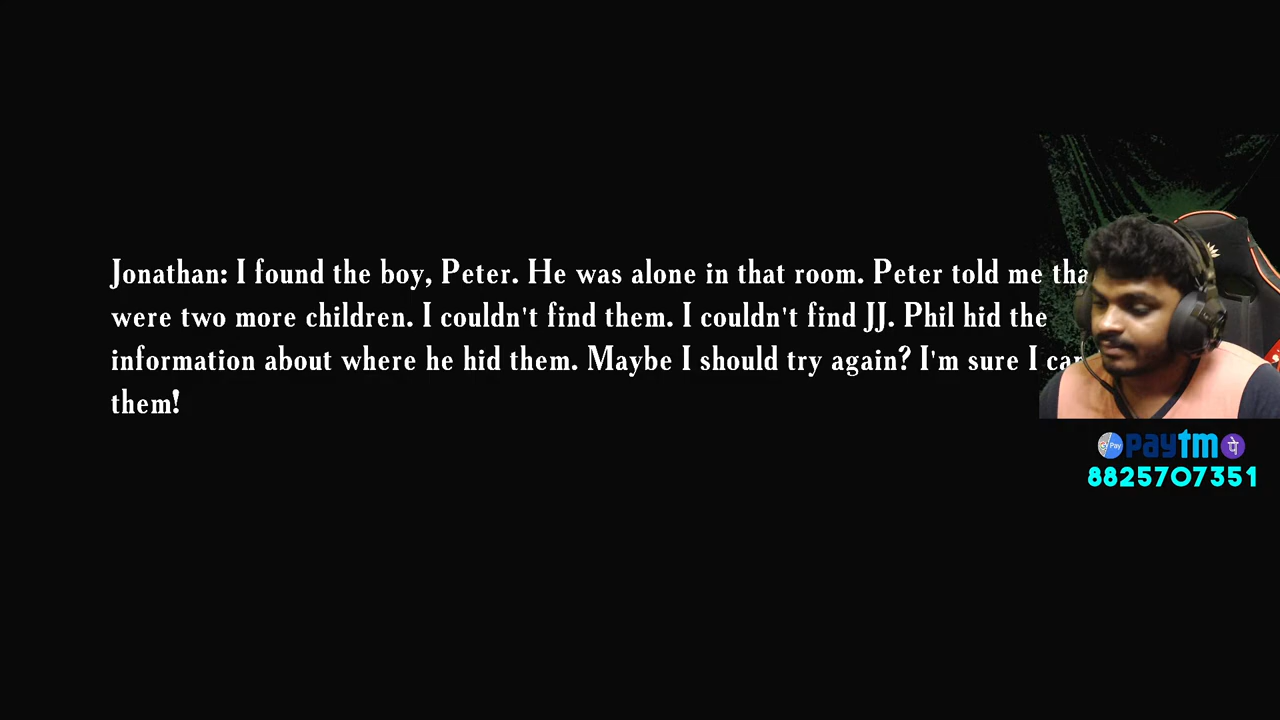 Jonathan: I found the boy, Peter. He was alone in that room. Peter told me
were two more children. I couldn't find them. I couldn't find JJ. Phil hid the
information about where he hid them. Maybe I should try again? I'm sure I
them!
Pay paytm पे
8825707351